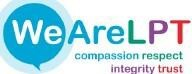 WeAreLPT
compassion respect
integrity trust